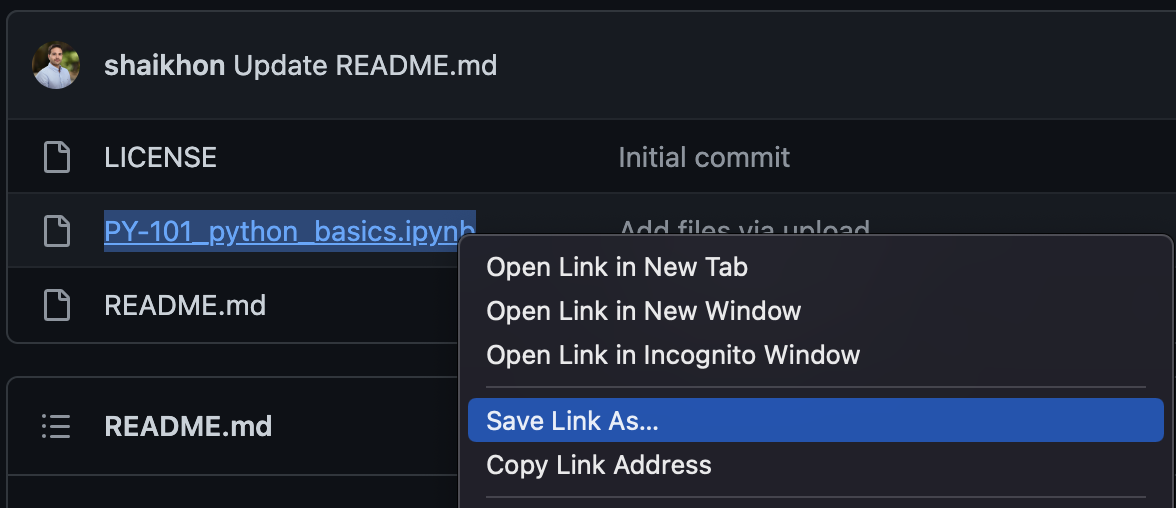 shaikhon Update README.md
LICENSE Initial commit
PY-101_python_basics.ipynb Add files via upload
Open Link in New Tab
Open Link in New Window
README.md
Open Link in Incognito Window
Save Link As...
README.md
Copy Link Address